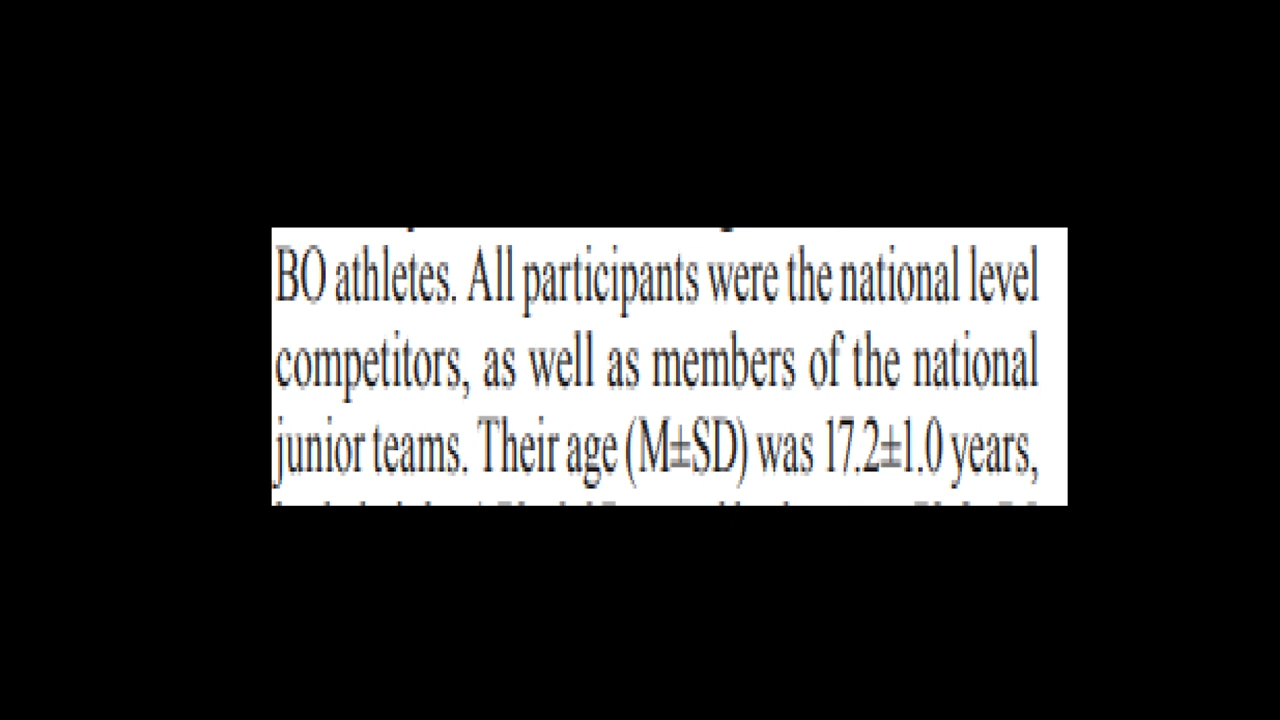 BO athletes. All participants were the national level
competitors, as well as members of the national
junior teams. Their age (M±SD) was 17.2±1.0 years,